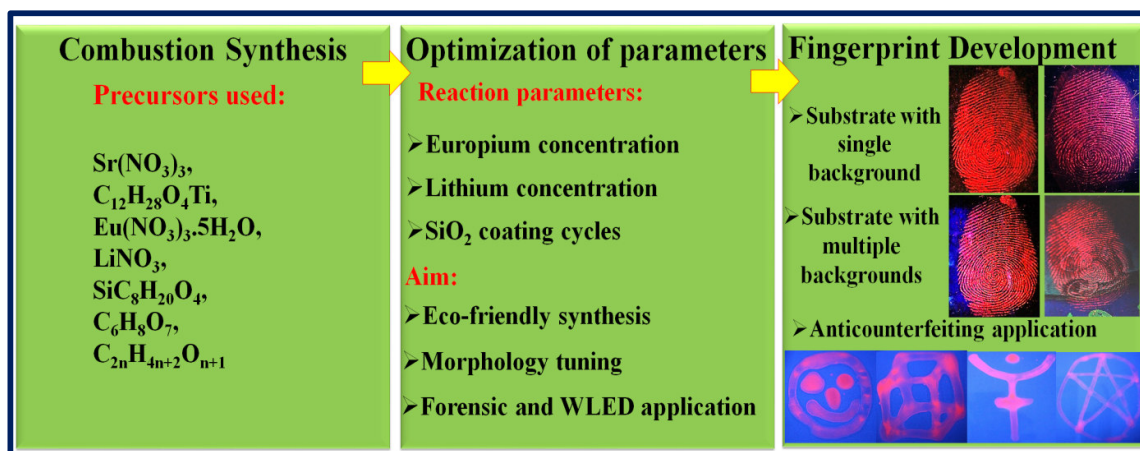 Combustion Synthesis
Precursors used:
Sr(NO₃)₃,
C₁₂H₂₈O₄Ti,
Eu(NO₃)₃.5H₂O,
LiNO₃,
SiC₈H₂₀O₄,
C₆H₈O₇,
C₂ₙH₄ₙ₊₂Oₙ₊₁
Optimization of parameters
Reaction parameters:
➢Europium concentration
➢Lithium concentration
➢SiO₂ coating cycles
Aim:
➢Eco-friendly synthesis
➢Morphology tuning
➢Forensic and WLED application
Fingerprint Development
➢Substrate with
single
background
➢Substrate with
multiple
backgrounds
➢Anticounterfeiting application